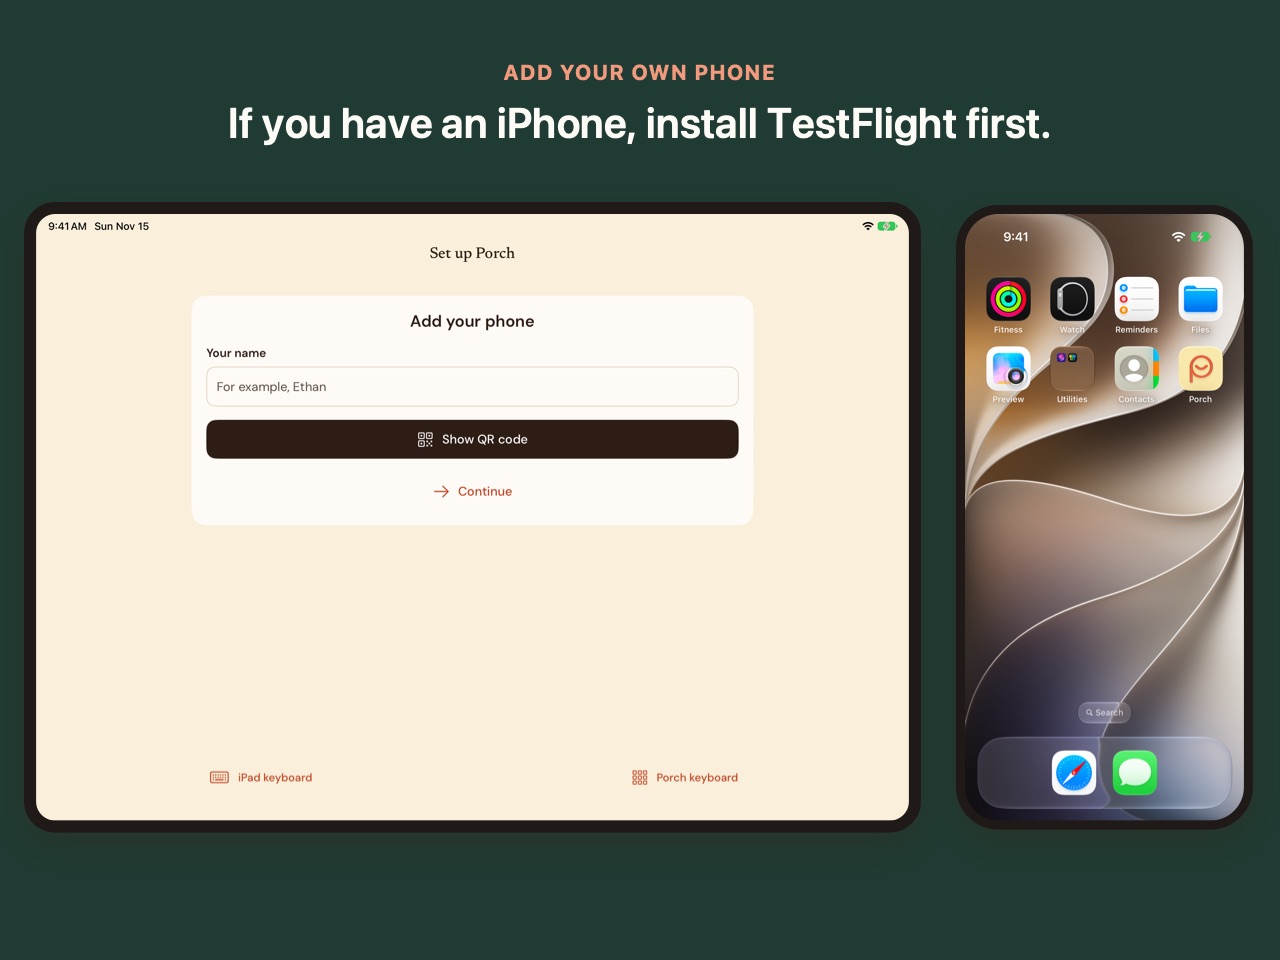 ADD YOUR OWN PHONE
If you have an iPhone, install TestFlight first.
9:41 AM Sun Nov 15
Set up Porch
Add your phone
Your name
For example, Ethan
Show QR code
Continue
iPad keyboard
Porch keyboard
9:41
Fitness
Watch
Reminders
Files
Preview
Utilities
Contacts
Porch
Search